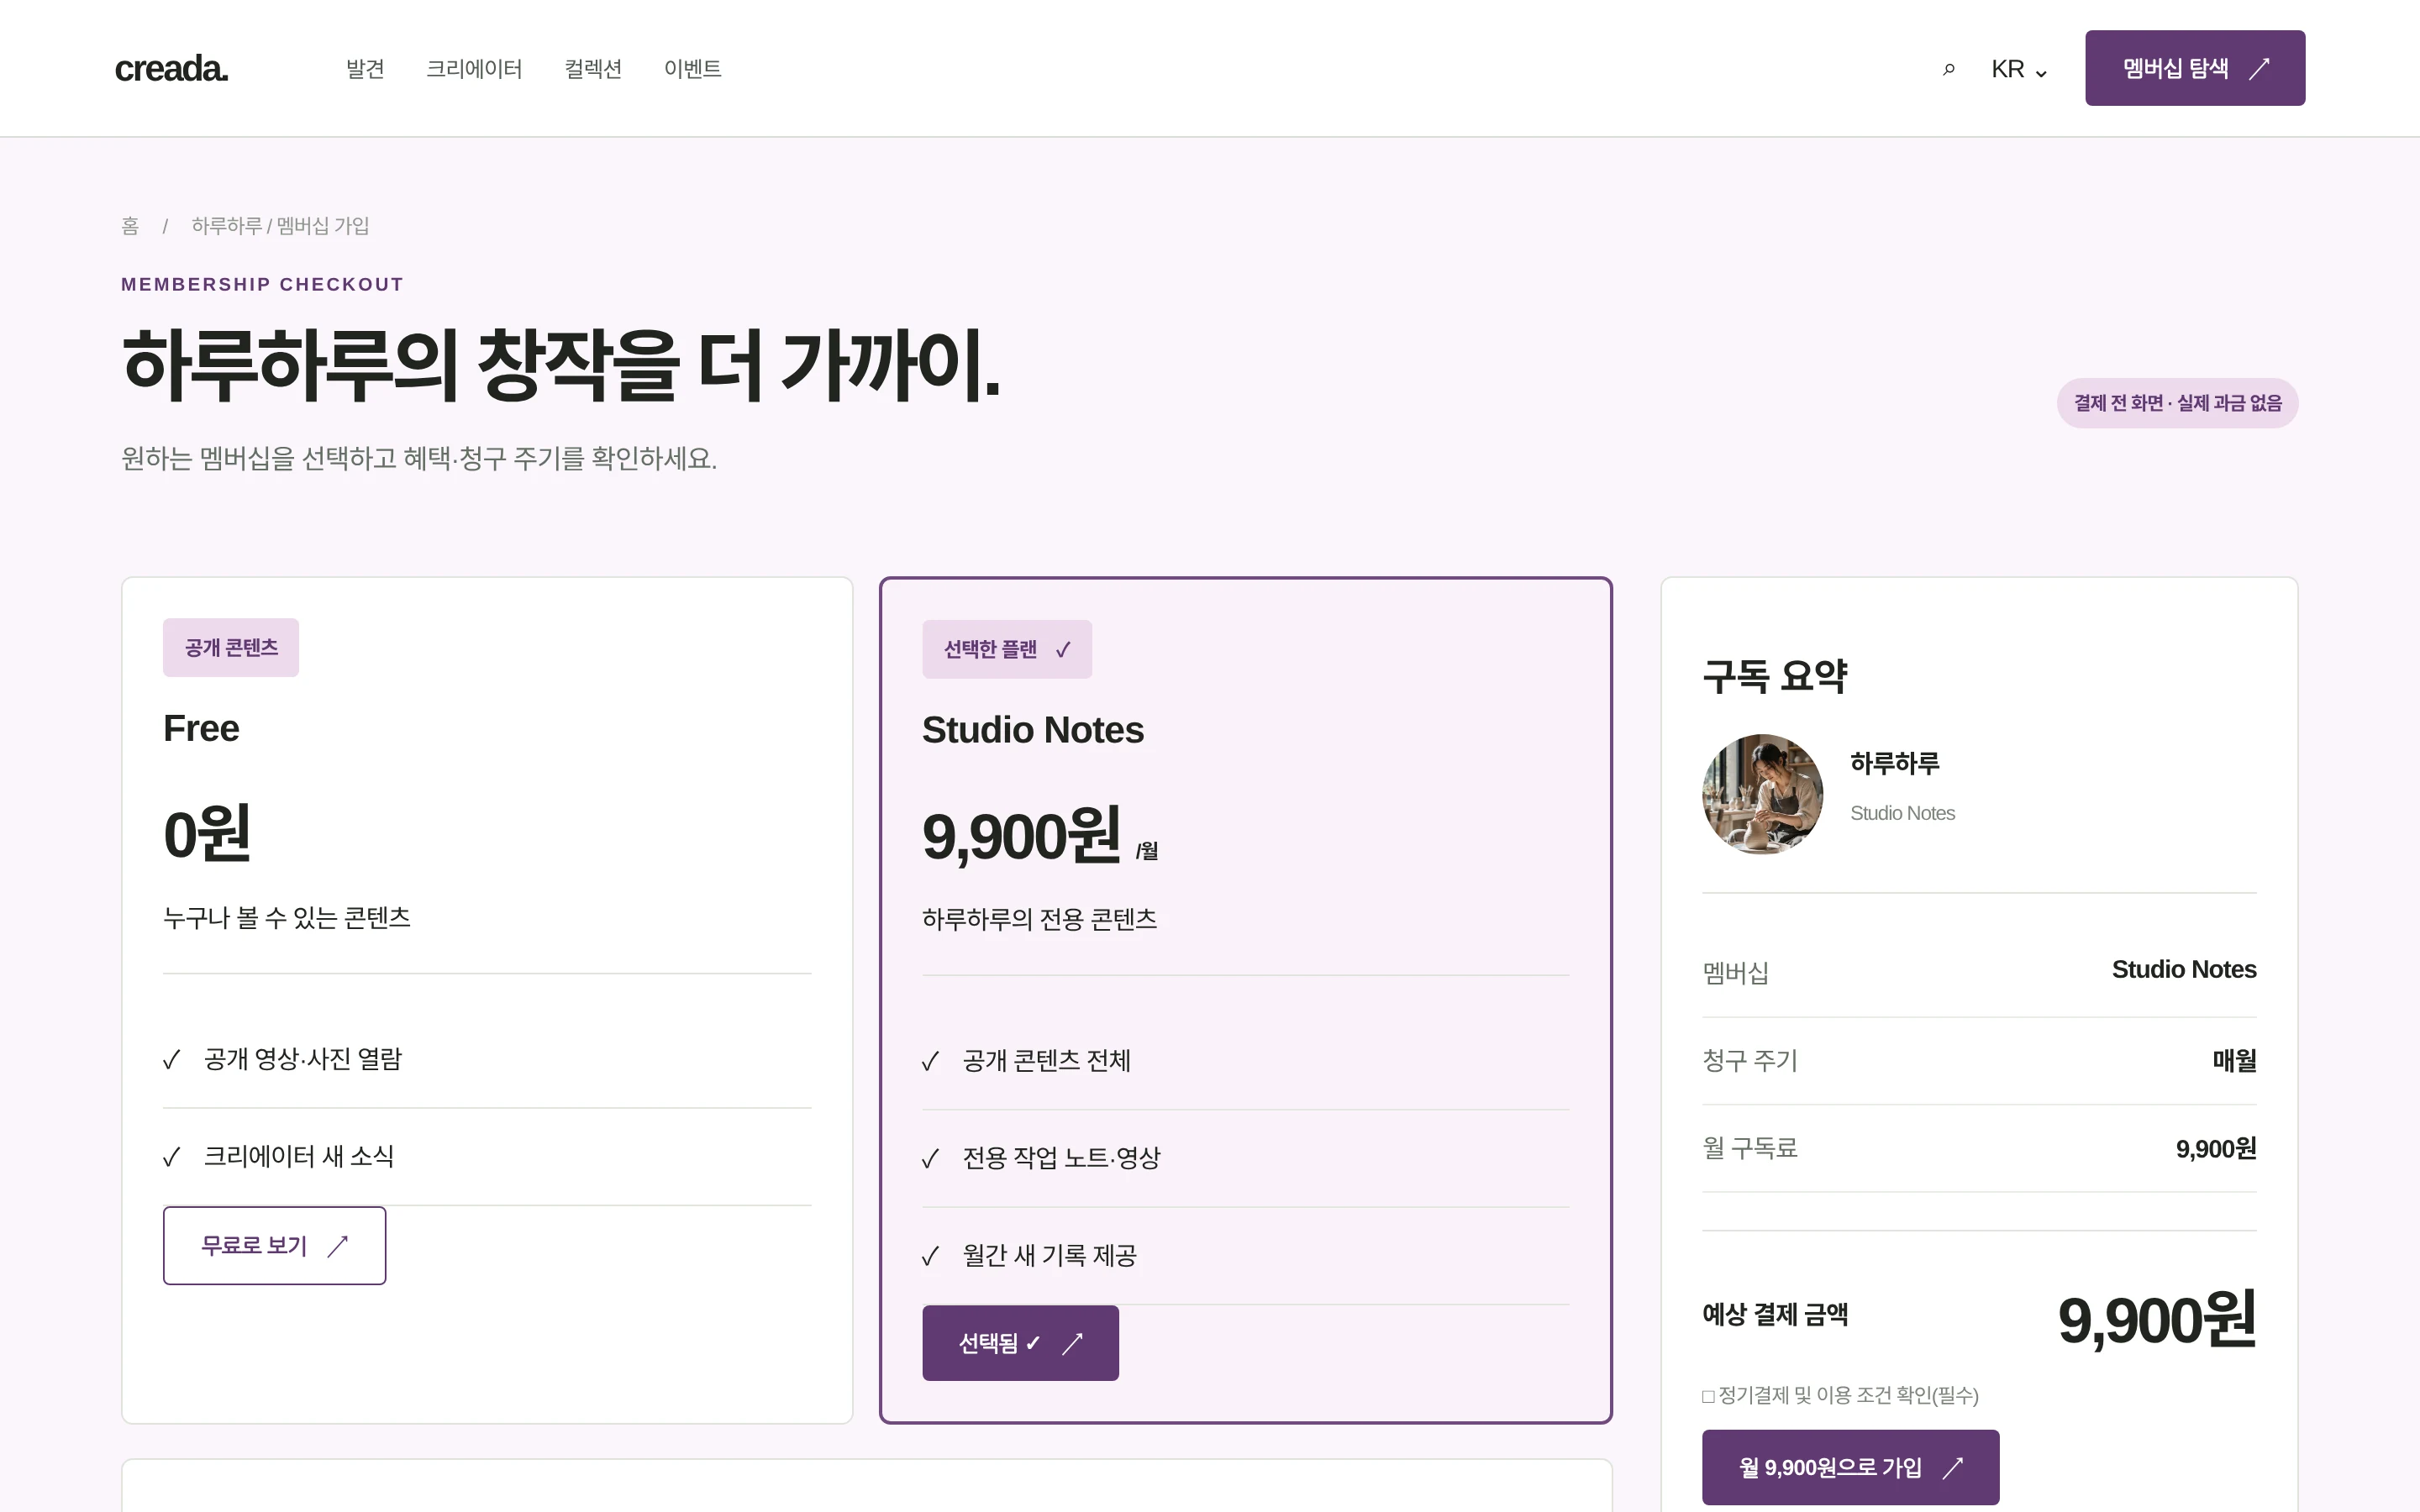 creada.
발견
크리에이터
컬렉션
이벤트
KR
멤버십 탐색 ↗
홈 / 하루하루 / 멤버십 가입
MEMBERSHIP CHECKOUT
하루하루의 창작을 더 가까이.
원하는 멤버십을 선택하고 혜택·청구 주기를 확인하세요.
결제 전 화면 · 실제 과금 없음
공개 콘텐츠
Free
0원
누구나 볼 수 있는 콘텐츠
✓ 공개 영상·사진 열람
✓ 크리에이터 새 소식
무료로 보기 ↗
선택한 플랜 ✓
Studio Notes
9,900원 /월
하루하루의 전용 콘텐츠
✓ 공개 콘텐츠 전체
✓ 전용 작업 노트·영상
✓ 월간 새 기록 제공
선택됨 ✓ ↗
구독 요약
하루하루
Studio Notes
멤버십 Studio Notes
청구 주기 매월
월 구독료 9,900원
예상 결제 금액 9,900원
□ 정기결제 및 이용 조건 확인(필수)
월 9,900원으로 가입 ↗